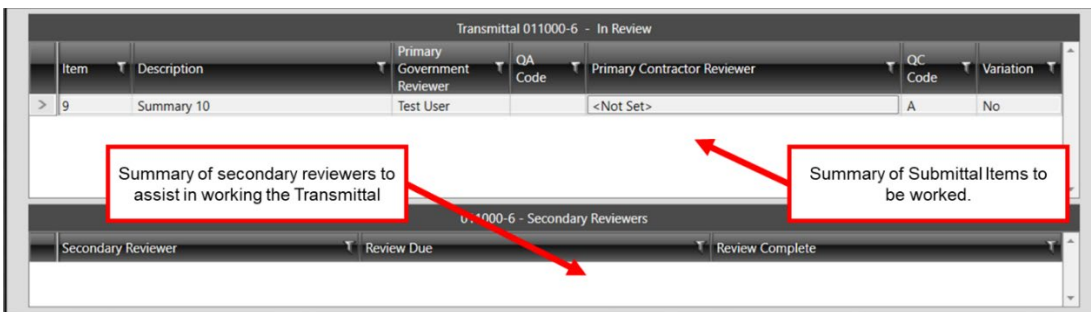 Transmittal 011000-6 - In Review
Item Description Primary Government Reviewer QA Code Primary Contractor Reviewer QC Code Variation
> 9 Summary 10 Test User <Not Set> A No
Summary of secondary reviewers to
assist in working the Transmittal
Summary of Submittal Items to
be worked.
011000-6 - Secondary Reviewers
Secondary Reviewer Review Due Review Complete